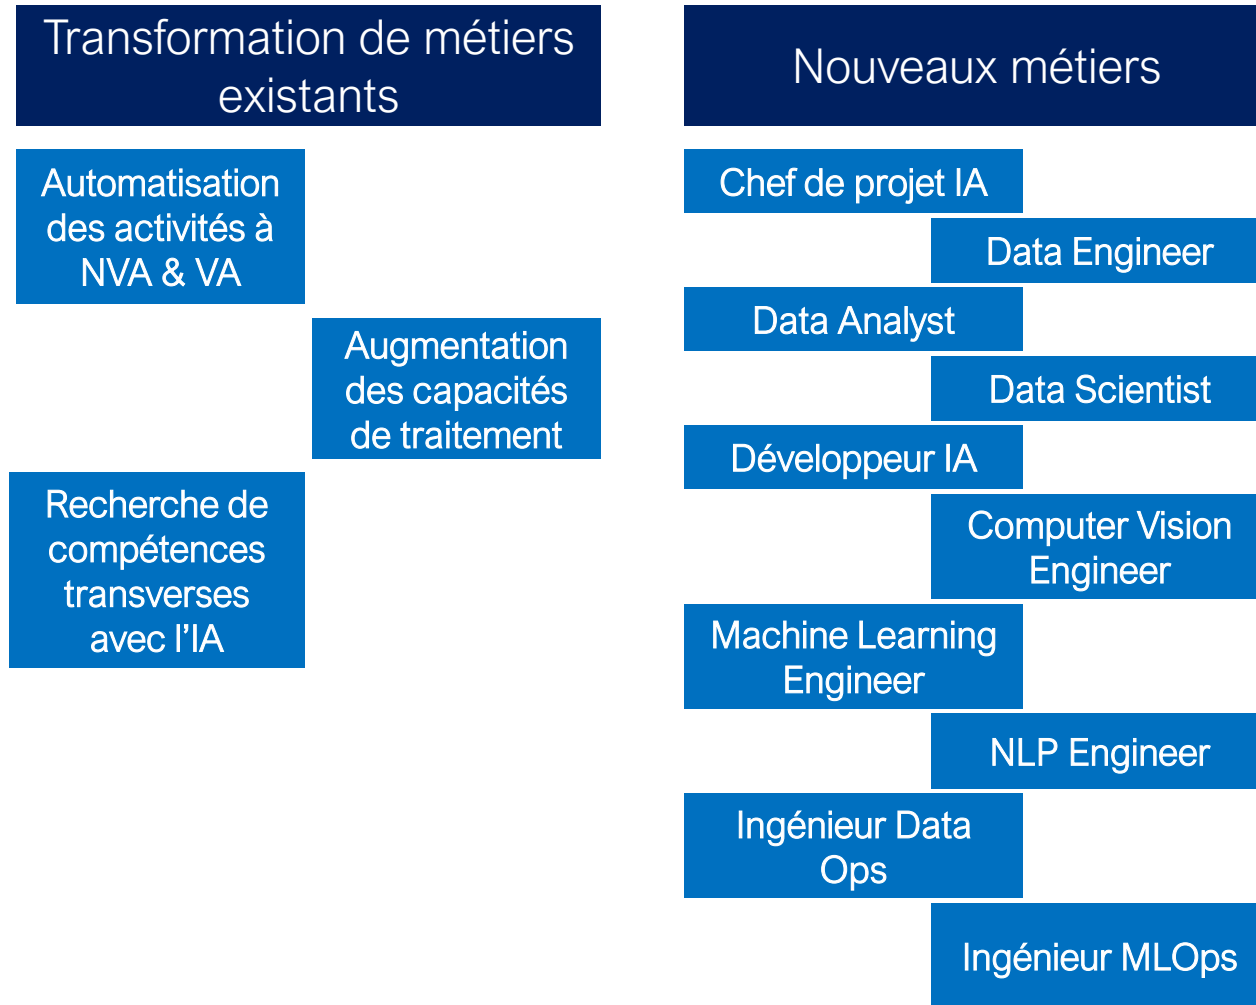 Transformation de métiers
existants
Automatisation
des activités à
NVA & VA
Augmentation
des capacités
de traitement
Recherche de
compétences
transverses
avec l’IA
Nouveaux métiers
Chef de projet IA
Data Engineer
Data Analyst
Data Scientist
Développeur IA
Computer Vision
Engineer
Machine Learning
Engineer
NLP Engineer
Ingénieur Data
Ops
Ingénieur MLOps